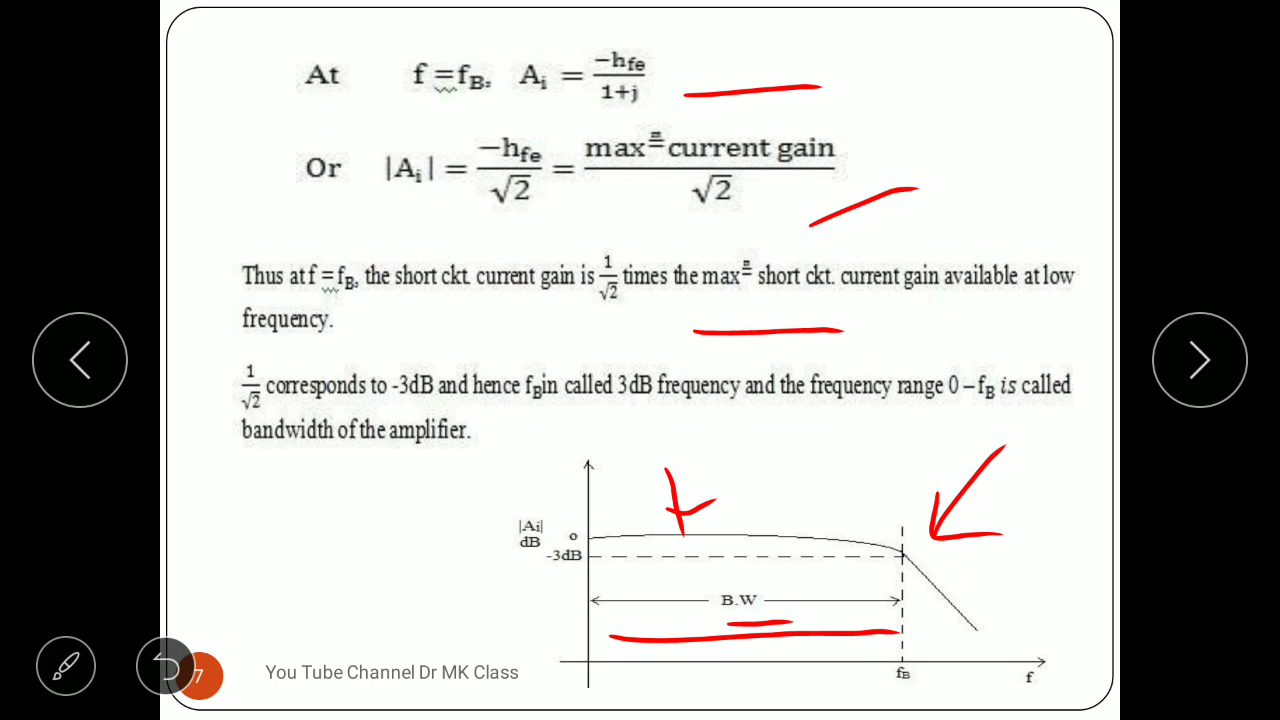 At f =fB, Ai = −hfe / 1+j
Or |Ai| = −hfe / √2 = max^m current gain / √2
Thus at f =fB, the short ckt. current gain is 1/√2 times the max^m short ckt. current gain available at low
frequency.
1/√2 corresponds to -3dB and hence fBin called 3dB frequency and the frequency range 0 – fB is called
bandwidth of the amplifier.
|Ai|
dB
o
-3dB
B.W
fB
f
7
You Tube Channel Dr MK Class